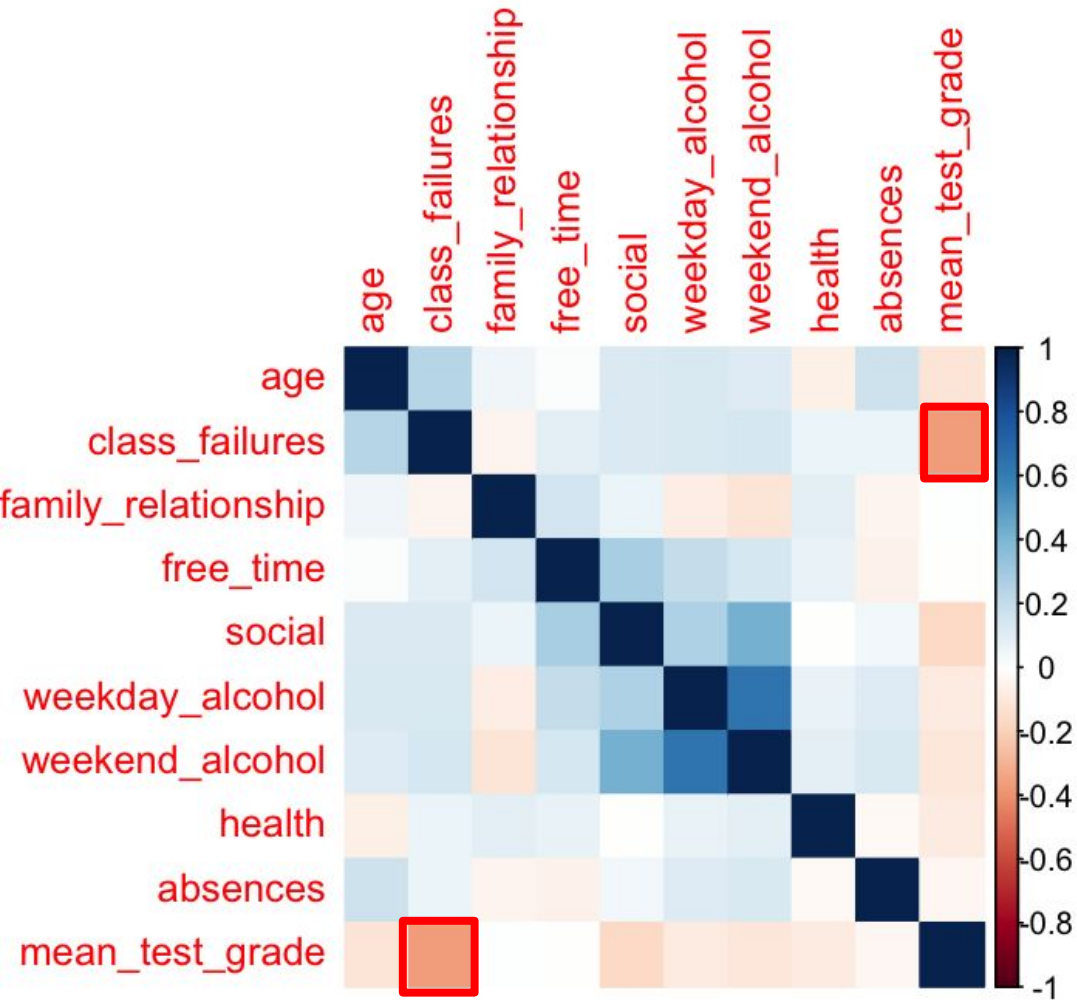 age
class_failures
family_relationship
free_time
social
weekday_alcohol
weekend_alcohol
health
absences
mean_test_grade
age
class_failures
family_relationship
free_time
social
weekday_alcohol
weekend_alcohol
health
absences
mean_test_grade
1
0.8
0.6
0.4
0.2
0
-0.2
-0.4
-0.6
-0.8
-1